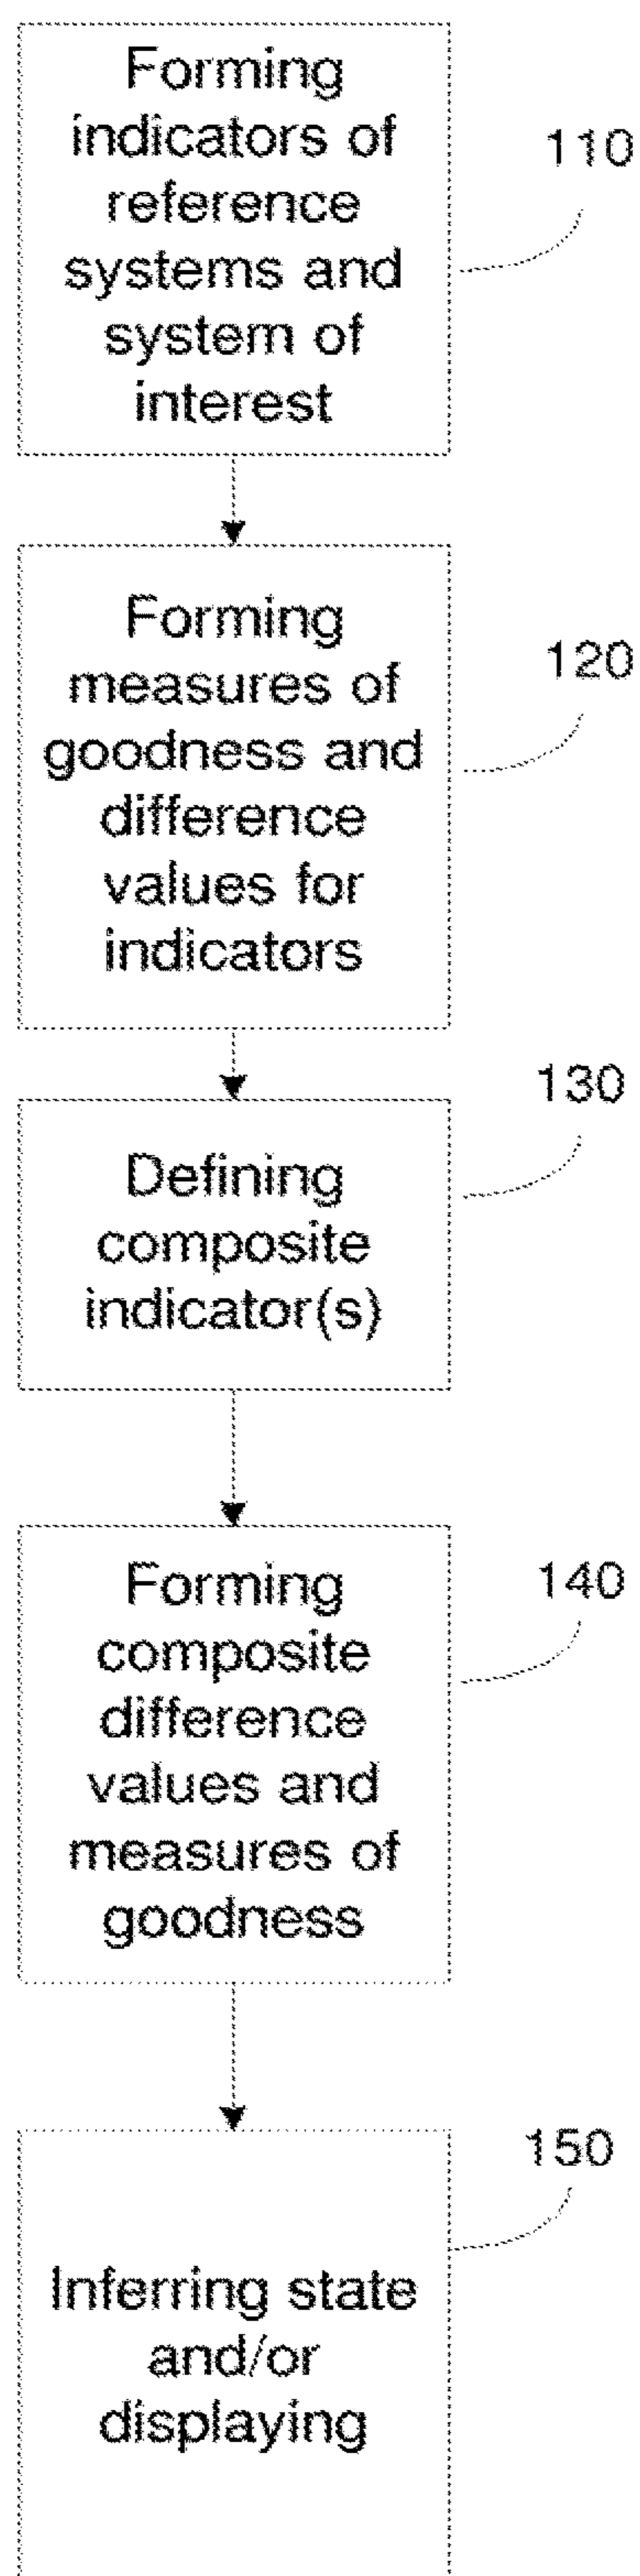 Forming
indicators of
reference
systems and
system of
interest
110
Forming
measures of
goodness and
difference
values for
indicators
120
Defining
composite
indicator(s)
130
Forming
composite
difference
values and
measures of
goodness
140
Inferring state
and/or
displaying
150